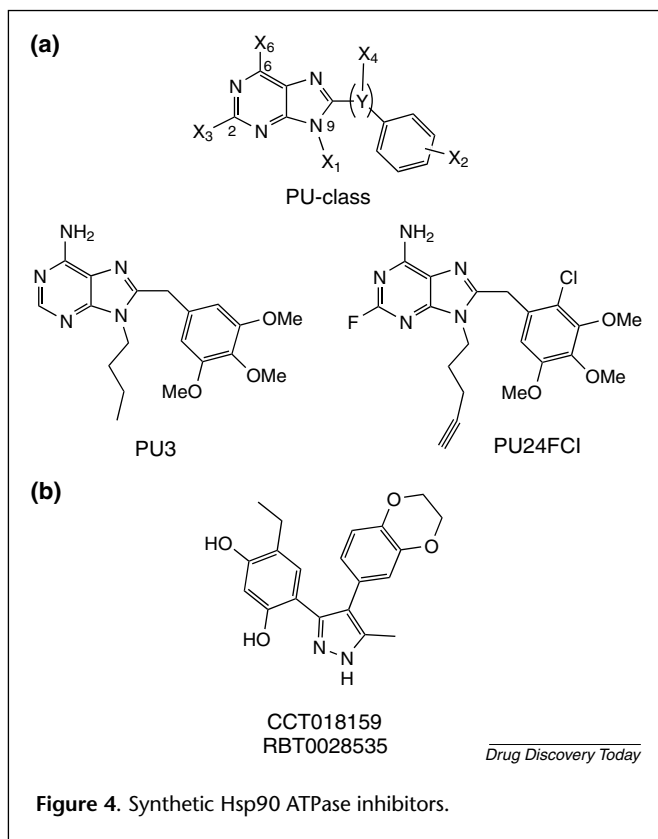 (a)
X6
6
N
N
X4
(Y)
X3
2
N
N
9
X1
X2
PU-class
NH2
N
N
N
N
OMe
OMe
MeO
PU3
NH2
N
N
Cl
F
N
N
OMe
OMe
MeO
PU24FCl
(b)
HO
O
O
HO
N
N
H
CCT018159
RBT0028535
Drug Discovery Today
Figure 4. Synthetic Hsp90 ATPase inhibitors.